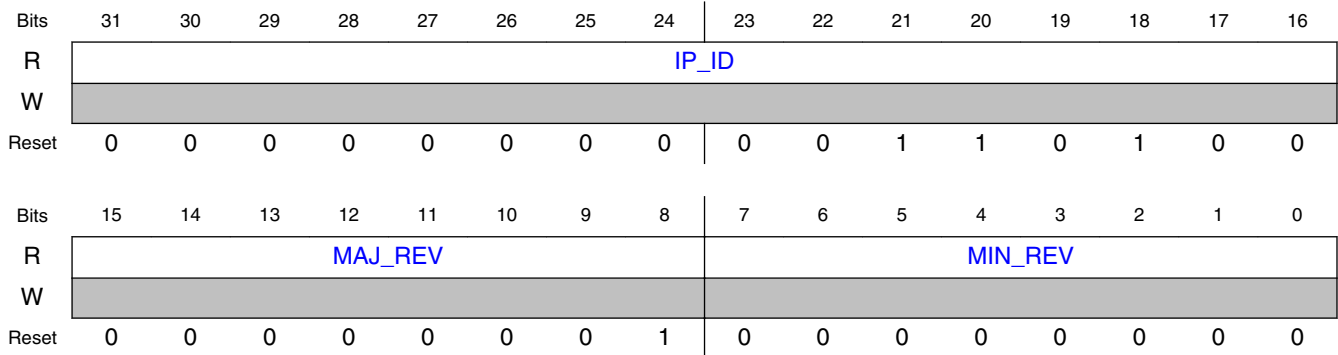 Bits 31 30 29 28 27 26 25 24 23 22 21 20 19 18 17 16
R IP_ID
W
Reset 0 0 0 0 0 0 0 0 0 0 1 1 0 1 0 0
Bits 15 14 13 12 11 10 9 8 7 6 5 4 3 2 1 0
R MAJ_REV MIN_REV
W
Reset 0 0 0 0 0 0 0 1 0 0 0 0 0 0 0 0